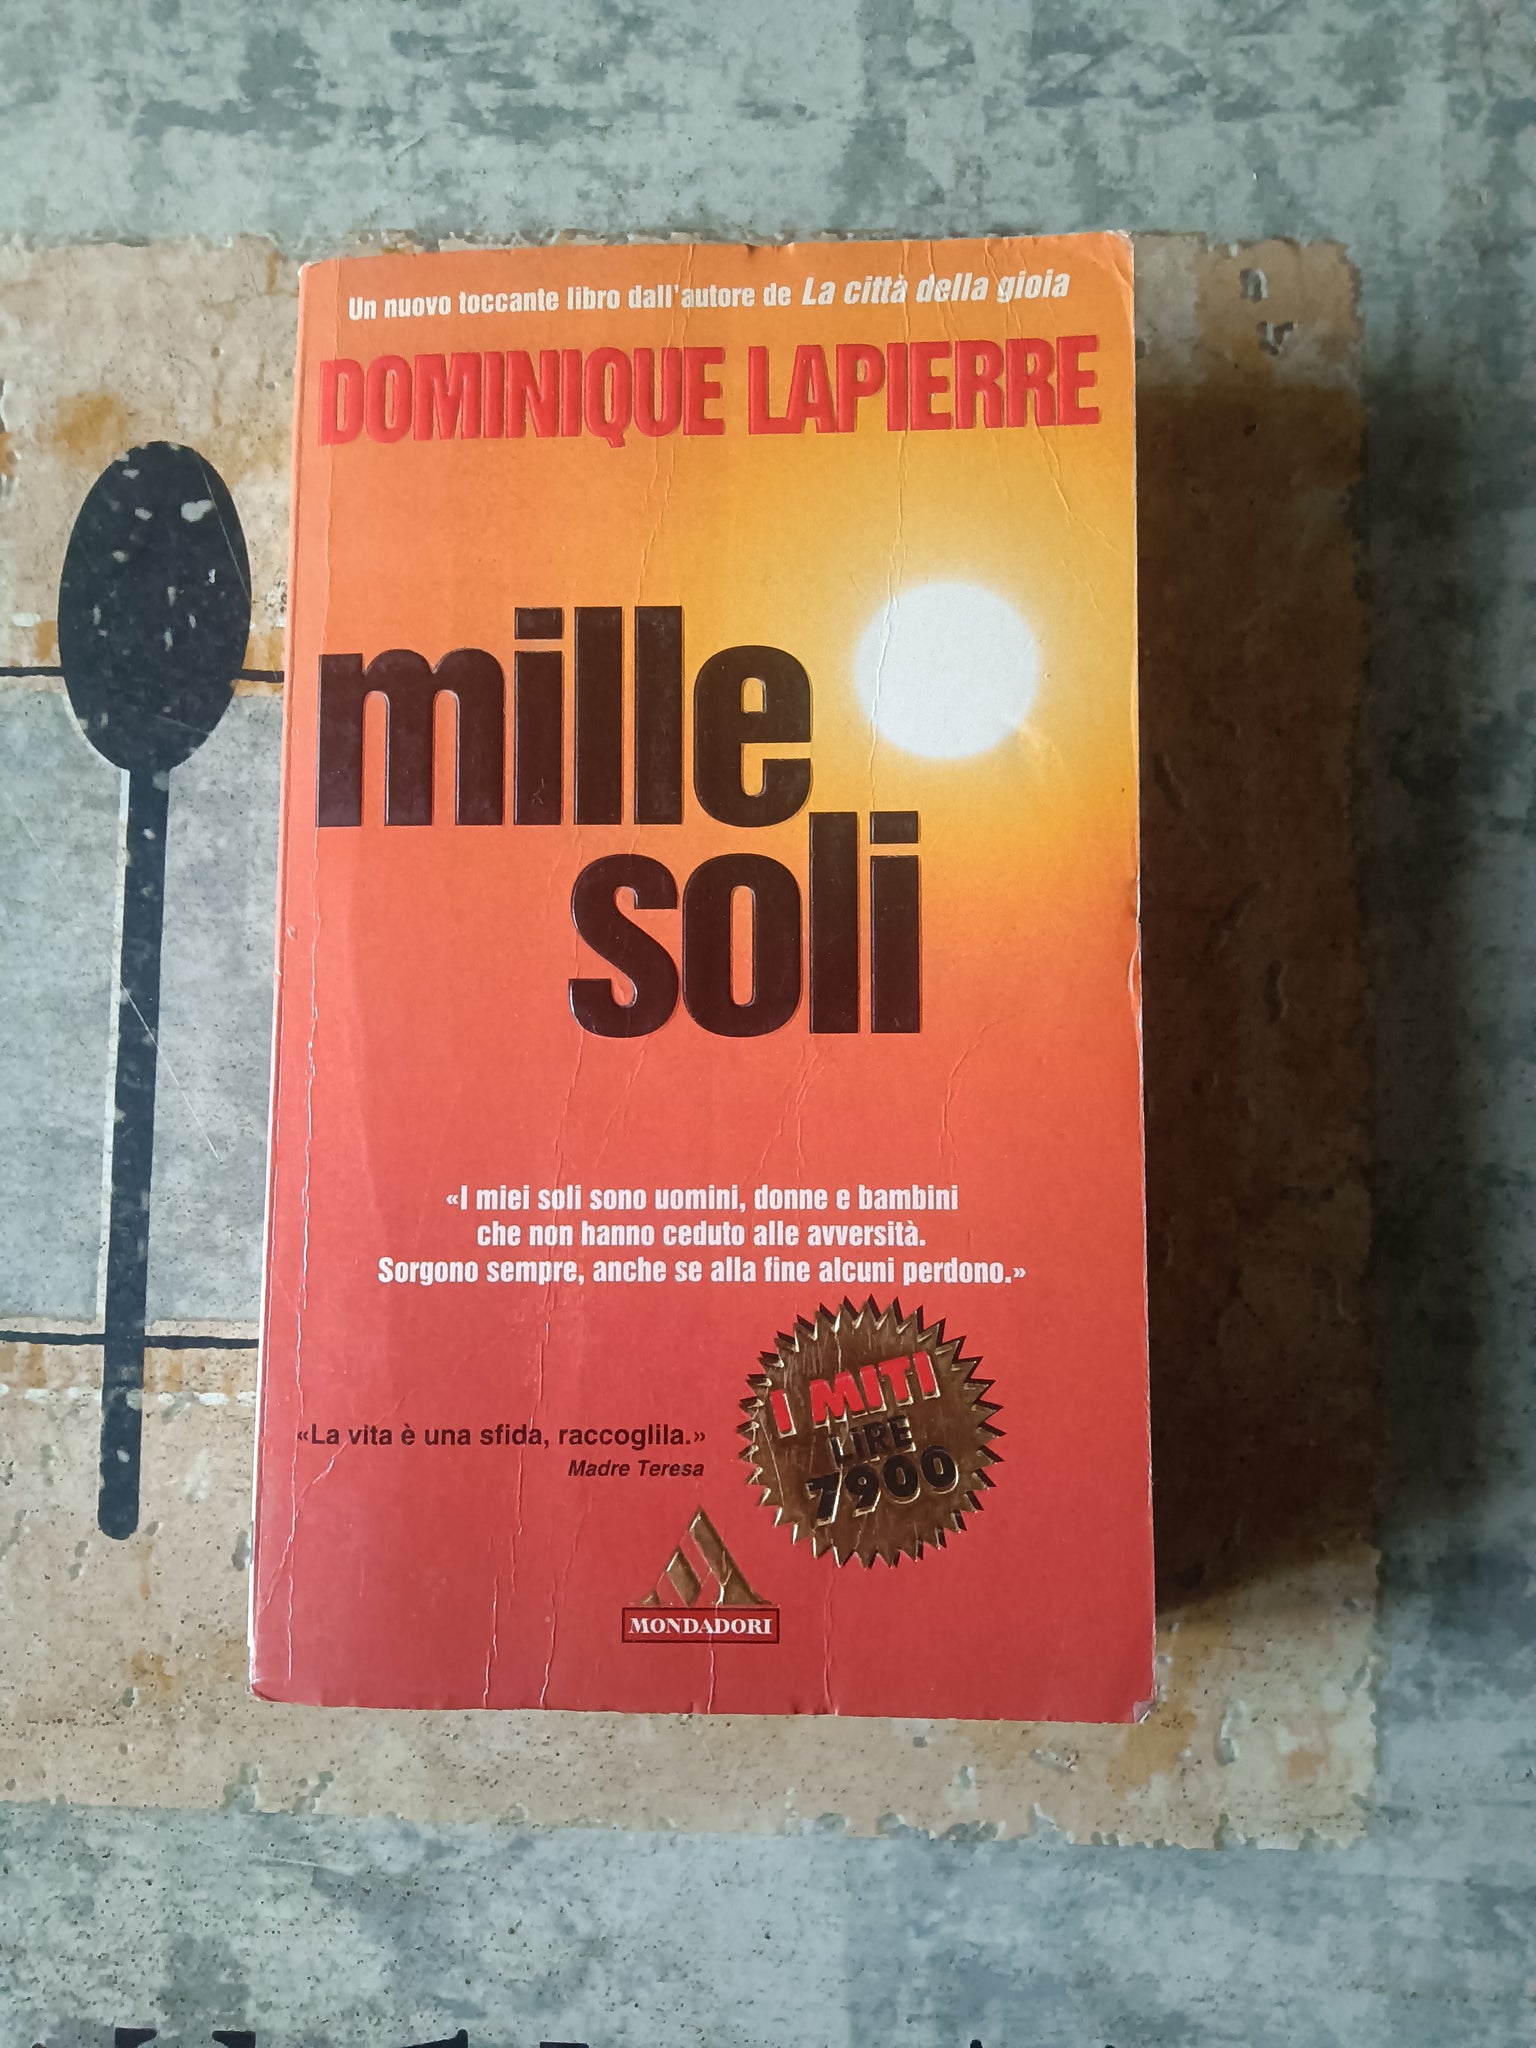 Un nuovo toccante libro dall'autore de La città della gioia
DOMINIQUE LAPIERRE
mille
soli
«I miei soli sono uomini, donne e bambini
che non hanno ceduto alle avversità.
Sorgono sempre, anche se alla fine alcuni perdono.»
«La vita è una sfida, raccoglila.»
Madre Teresa
I MITI
LIRE
7900
MONDADORI